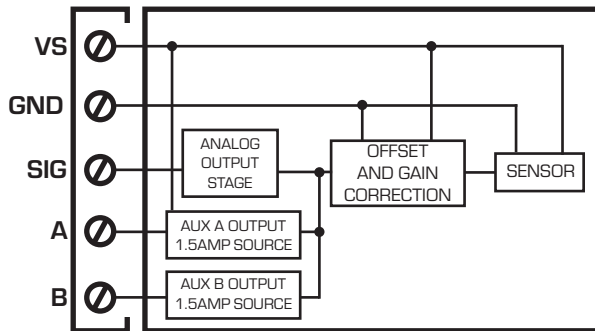 VS
GND
SIG
A
B
ANALOG
OUTPUT
STAGE
OFFSET
AND GAIN
CORRECTION
SENSOR
AUX A OUTPUT
1.5AMP SOURCE
AUX B OUTPUT
1.5AMP SOURCE